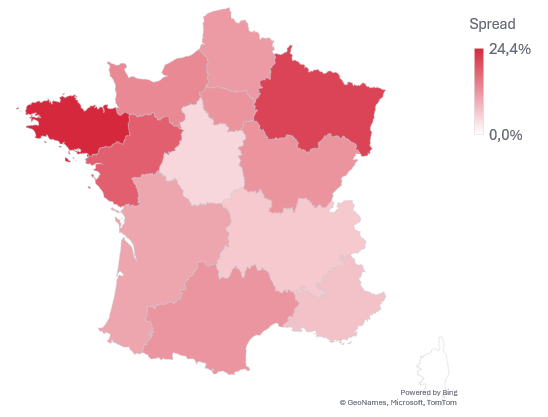 Spread
24,4%
0,0%
Powered by Bing
© GeoNames, Microsoft, TomTom